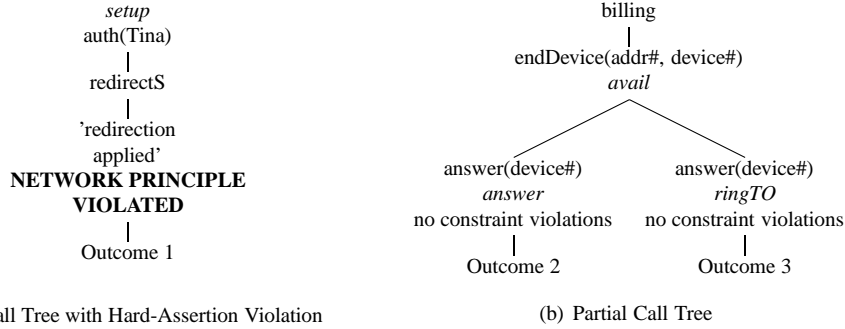 setup
auth(Tina)
redirectS
'redirection
applied'
NETWORK PRINCIPLE
VIOLATED
Outcome 1
Tree with Hard-Assertion Violation
billing
endDevice(addr#, device#)
avail
answer(device#)
answer
no constraint violations
Outcome 2
answer(device#)
ringTO
no constraint violations
Outcome 3
(b) Partial Call Tree